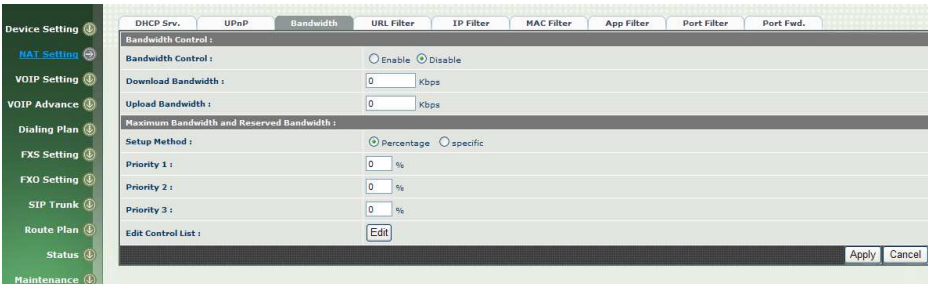 Device Setting
NAT Setting
VOIP Setting
VOIP Advance
Dialing Plan
FXS Setting
FXO Setting
SIP Trunk
Route Plan
Status
Maintenance
DHCP Srv. UPnP Bandwidth URL Filter IP Filter MAC Filter App Filter Port Filter Port Fwd.
Bandwidth Control :
Bandwidth Control : Enable Disable
Download Bandwidth : 0 Kbps
Upload Bandwidth : 0 Kbps
Maximum Bandwidth and Reserved Bandwidth :
Setup Method : Percentage specific
Priority 1 : 0 %
Priority 2 : 0 %
Priority 3 : 0 %
Edit Control List : Edit
Apply Cancel